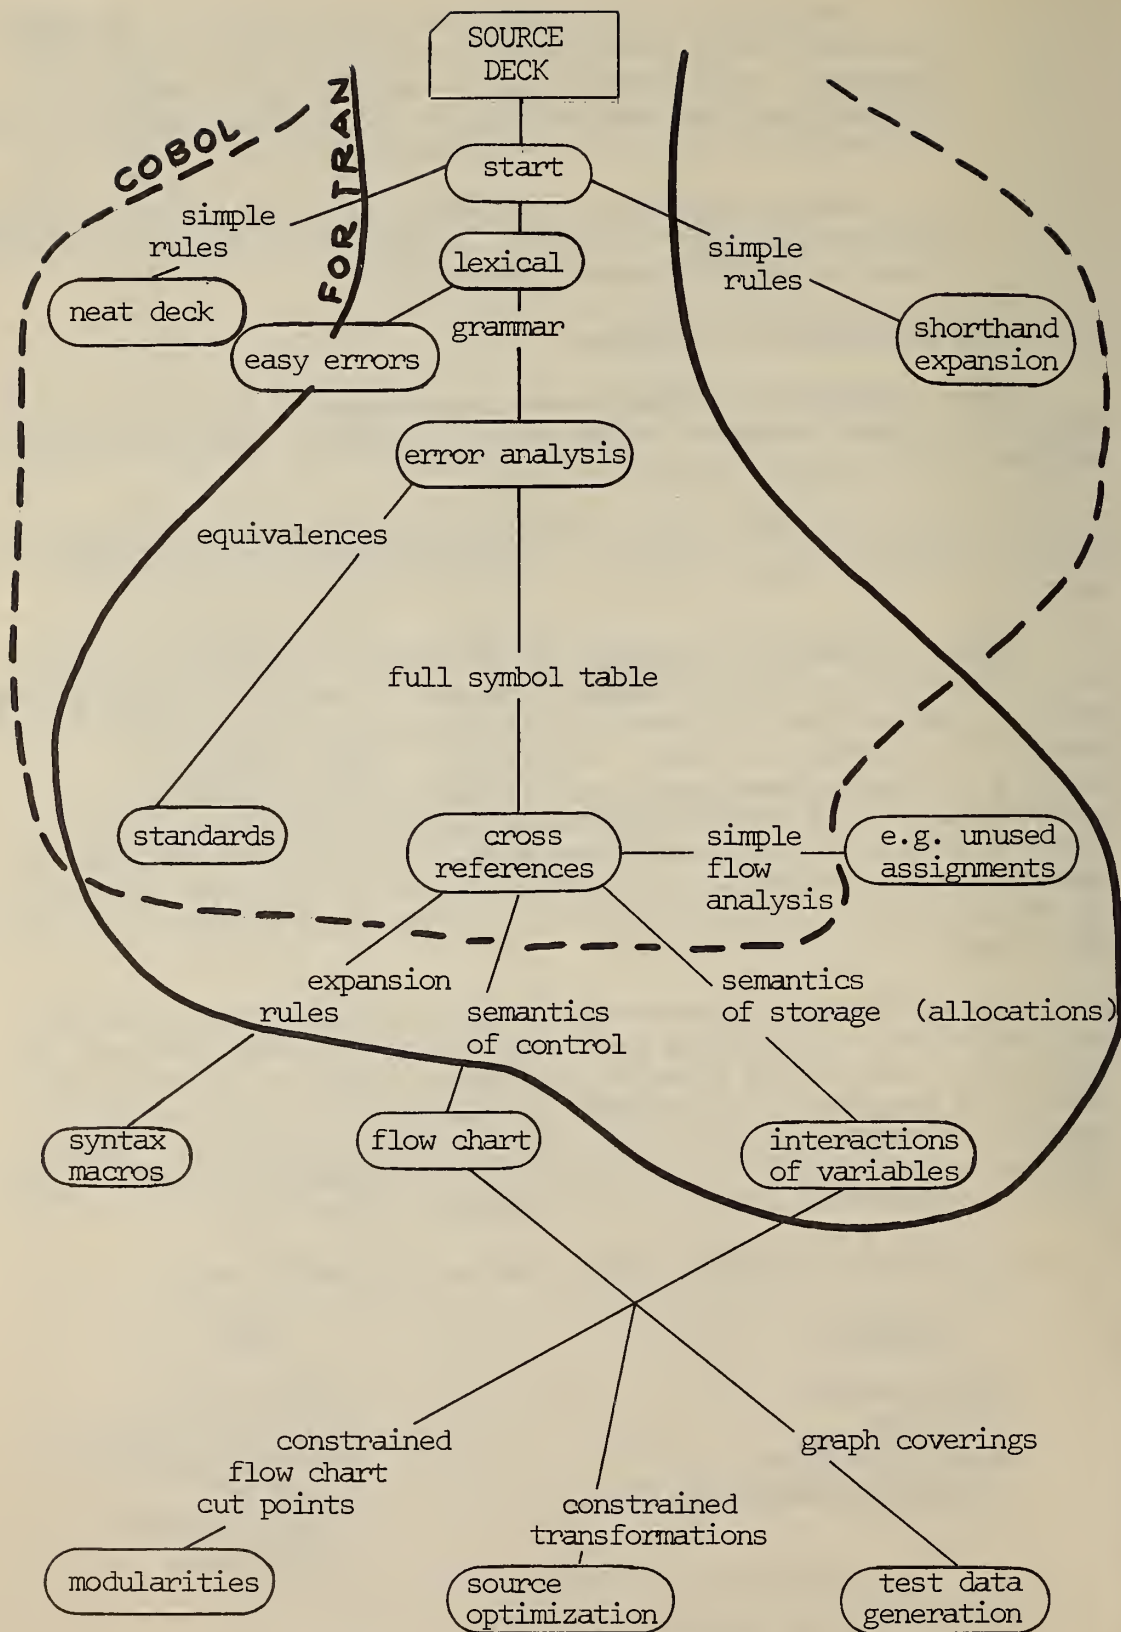 SOURCE
DECK
COBOL
FORTRAN
start
simple
rules
lexical
simple
rules
neat deck
easy errors
grammar
shorthand
expansion
error analysis
equivalences
full symbol table
standards
cross
references
simple
flow
analysis
e.g. unused
assignments
expansion
rules
semantics
of control
semantics
of storage (allocations)
syntax
macros
flow chart
interactions
of variables
constrained
flow chart
cut points
graph coverings
constrained
transformations
modularities
source
optimization
test data
generation